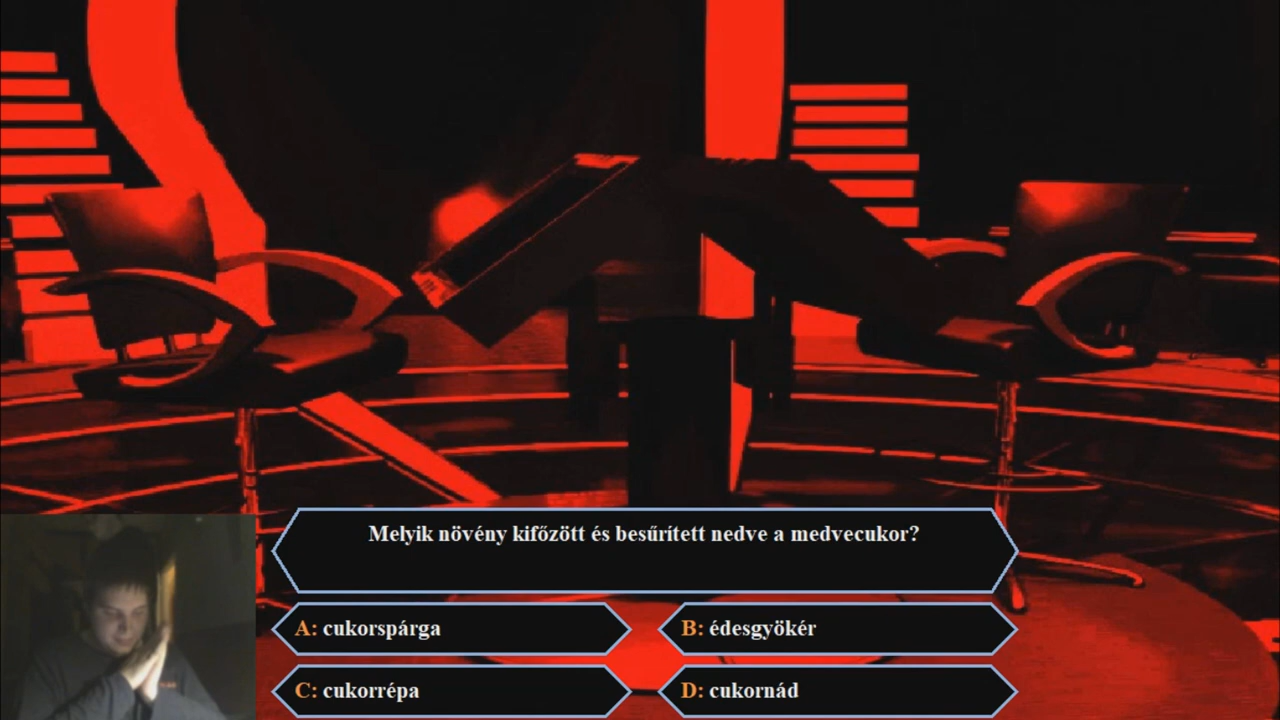 Melyik növény kifőzött és besűrített nedve a medvecukor?
A: cukorspárga
B: édesgyökér
C: cukorrépa
D: cukornád